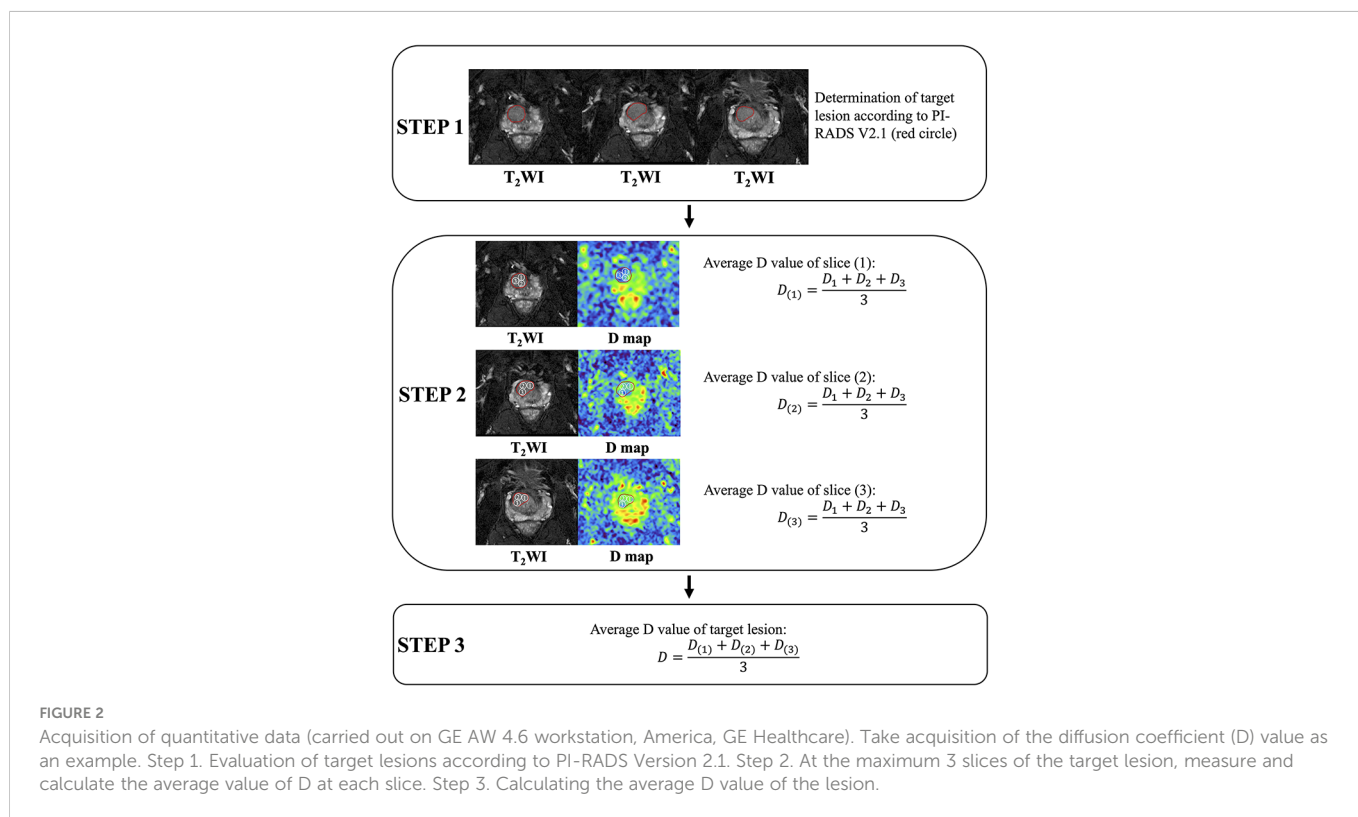 STEP 1
Determination of target
lesion according to PI-
RADS V2.1 (red circle)
T₂WI T₂WI T₂WI
STEP 2
Average D value of slice (1):
D₍₁₎ = (D₁ + D₂ + D₃) / 3
T₂WI D map
Average D value of slice (2):
D₍₂₎ = (D₁ + D₂ + D₃) / 3
T₂WI D map
Average D value of slice (3):
D₍₃₎ = (D₁ + D₂ + D₃) / 3
T₂WI D map
STEP 3
Average D value of target lesion:
D = (D₍₁₎ + D₍₂₎ + D₍₃₎) / 3
FIGURE 2
Acquisition of quantitative data (carried out on GE AW 4.6 workstation, America, GE Healthcare). Take acquisition of the diffusion coefficient (D) value as
an example. Step 1. Evaluation of target lesions according to PI-RADS Version 2.1. Step 2. At the maximum 3 slices of the target lesion, measure and
calculate the average value of D at each slice. Step 3. Calculating the average D value of the lesion.